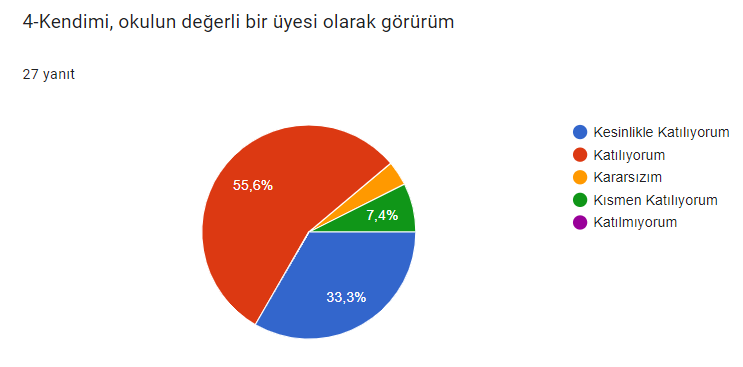 4-Kendimi, okulun değerli bir üyesi olarak görürüm
27 yanıt
55,6%
7,4%
33,3%
Kesinlikle Katılıyorum
Katılıyorum
Kararsızım
Kısmen Katılıyorum
Katılmıyorum